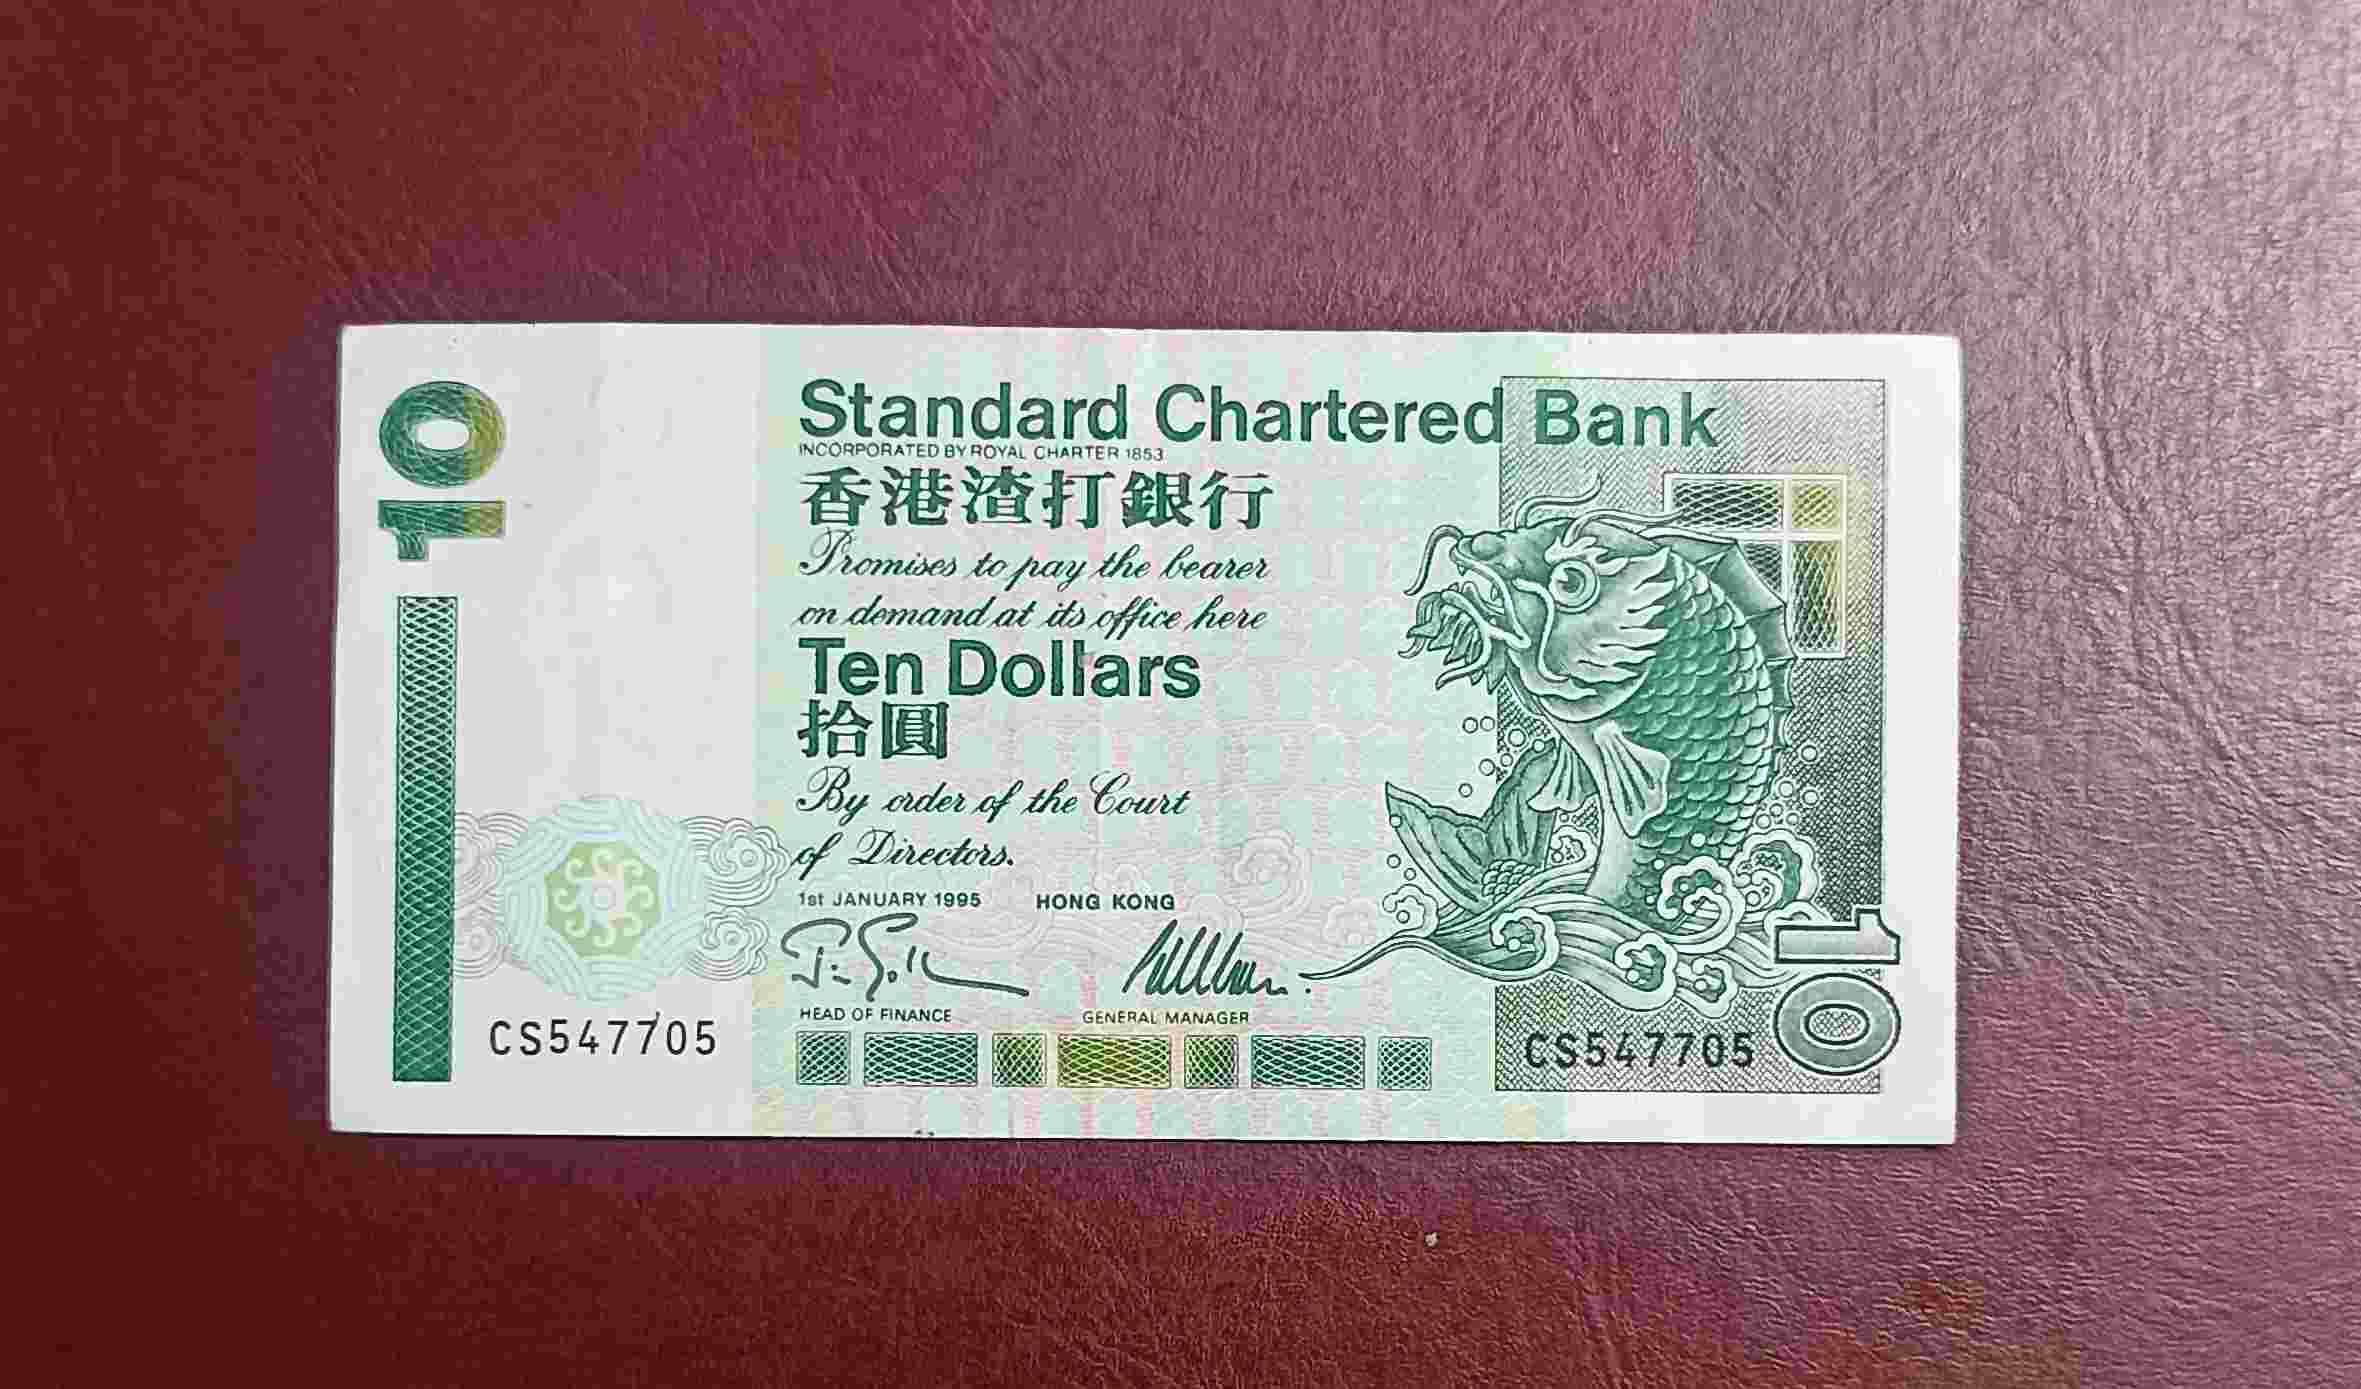 10
Standard Chartered Bank
INCORPORATED BY ROYAL CHARTER 1853
香港渣打銀行
Promises to pay the bearer
on demand at its office here
Ten Dollars
拾圓
By order of the Court
of Directors.
1st JANUARY 1995 HONG KONG
HEAD OF FINANCE GENERAL MANAGER
CS547705 CS547705
10